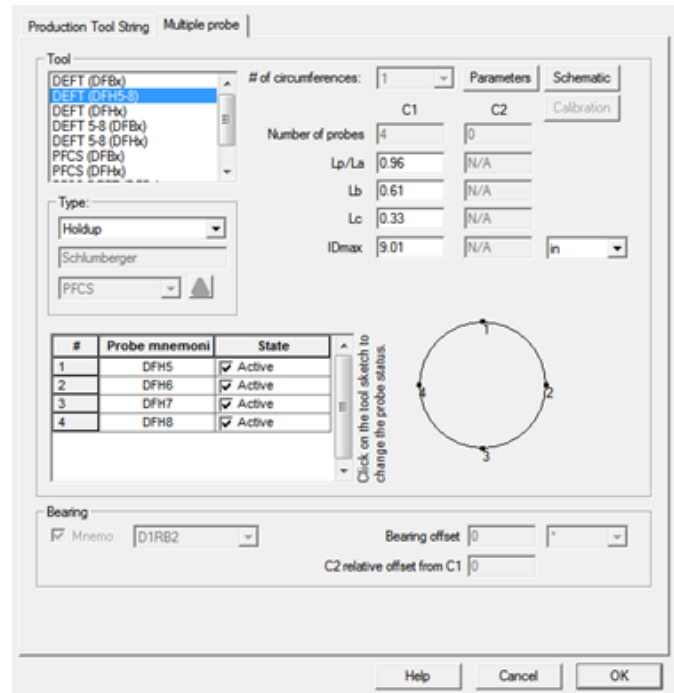 Production Tool String Multiple probe
Tool
DEFT (DFBx)
DEFT (DFH5-8)
DEFT (DFHx)
DEFT 5-8 (DFBx)
DEFT 5-8 (DFHx)
PFCS (DFBx)
PFCS (DFHx)
# of circumferences: 1 Parameters Schematic
C1 C2 Calibration
Number of probes 4 0
Lp/La 0.96 N/A
Lb 0.61 N/A
Lc 0.33 N/A
IDmax 9.01 N/A in
Type:
Holdup
Schlumberger
PFCS
# Probe mnemoni State
1 DFH5 Active
2 DFH6 Active
3 DFH7 Active
4 DFH8 Active
Click on the tool sketch to
change the probe status.
1
4 2
3
Bearing
Mnemo D1RB2 Bearing offset 0 °
C2 relative offset from C1 0
Help Cancel OK